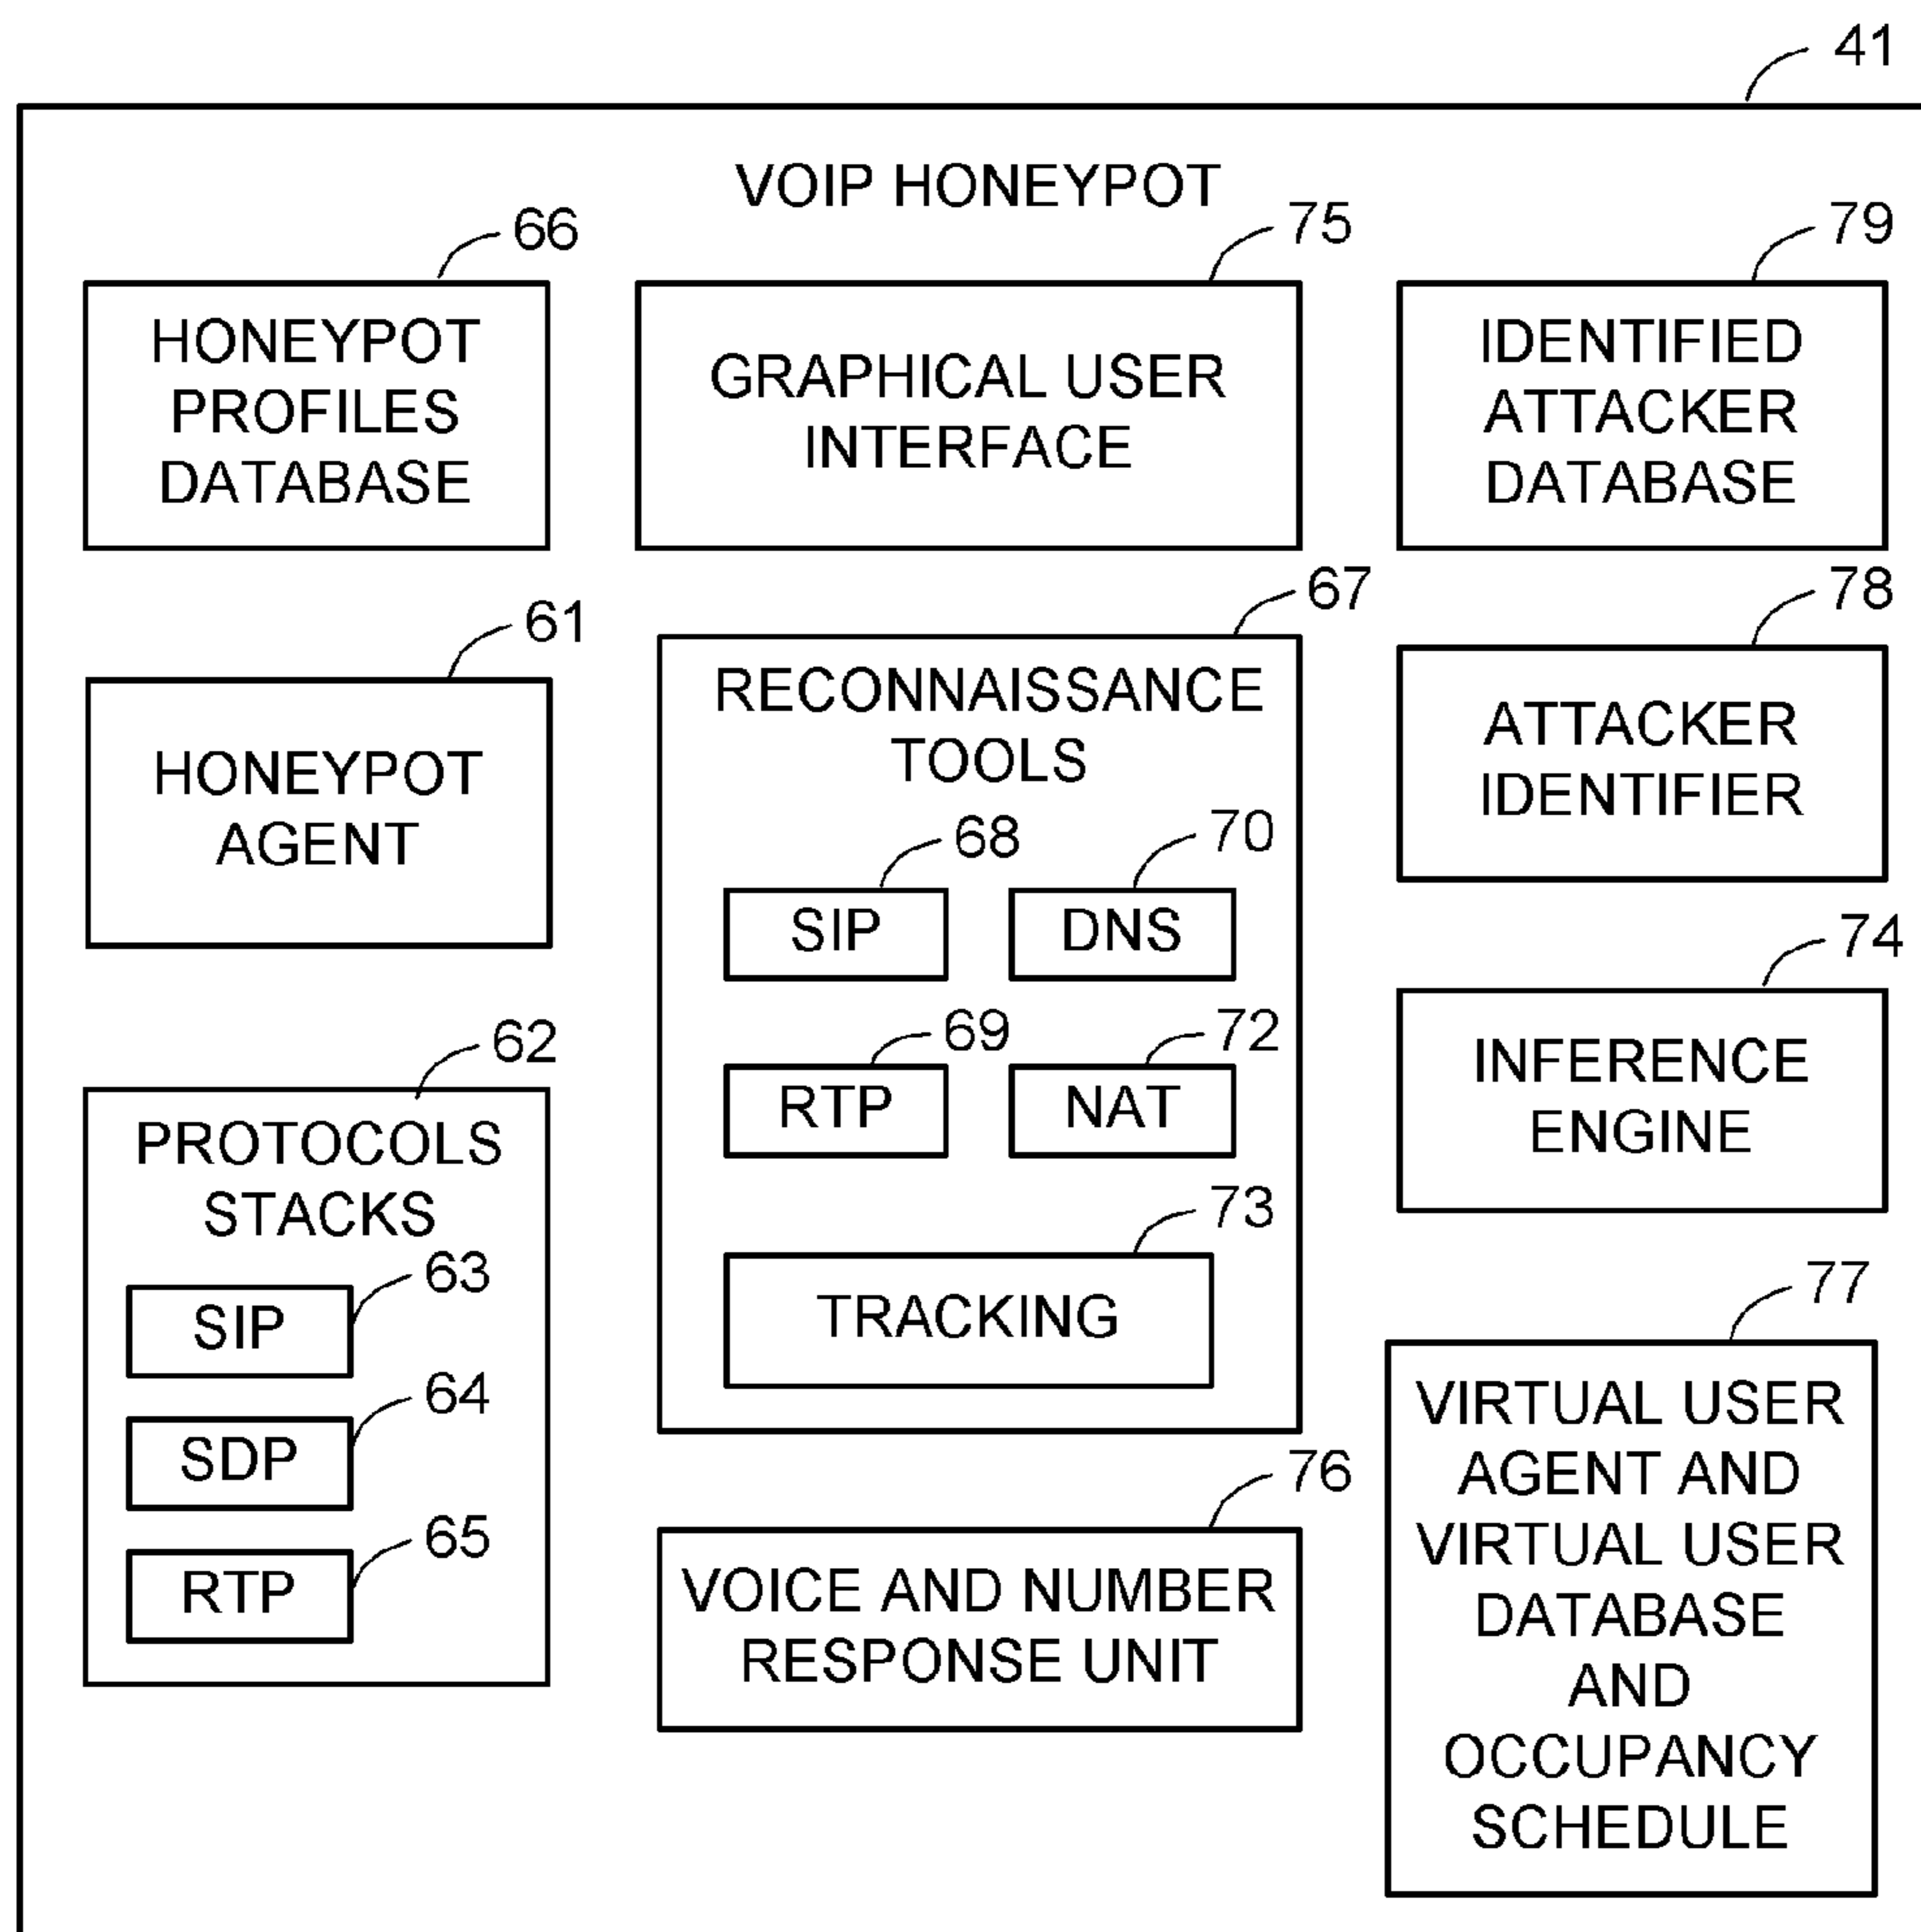 41
VOIP HONEYPOT
66
HONEYPOT
PROFILES
DATABASE
75
GRAPHICAL USER
INTERFACE
79
IDENTIFIED
ATTACKER
DATABASE
61
HONEYPOT
AGENT
67
RECONNAISSANCE
TOOLS
68
SIP
70
DNS
69
RTP
72
NAT
73
TRACKING
78
ATTACKER
IDENTIFIER
74
INFERENCE
ENGINE
62
PROTOCOLS
STACKS
63
SIP
64
SDP
65
RTP
76
VOICE AND NUMBER
RESPONSE UNIT
77
VIRTUAL USER
AGENT AND
VIRTUAL USER
DATABASE
AND
OCCUPANCY
SCHEDULE